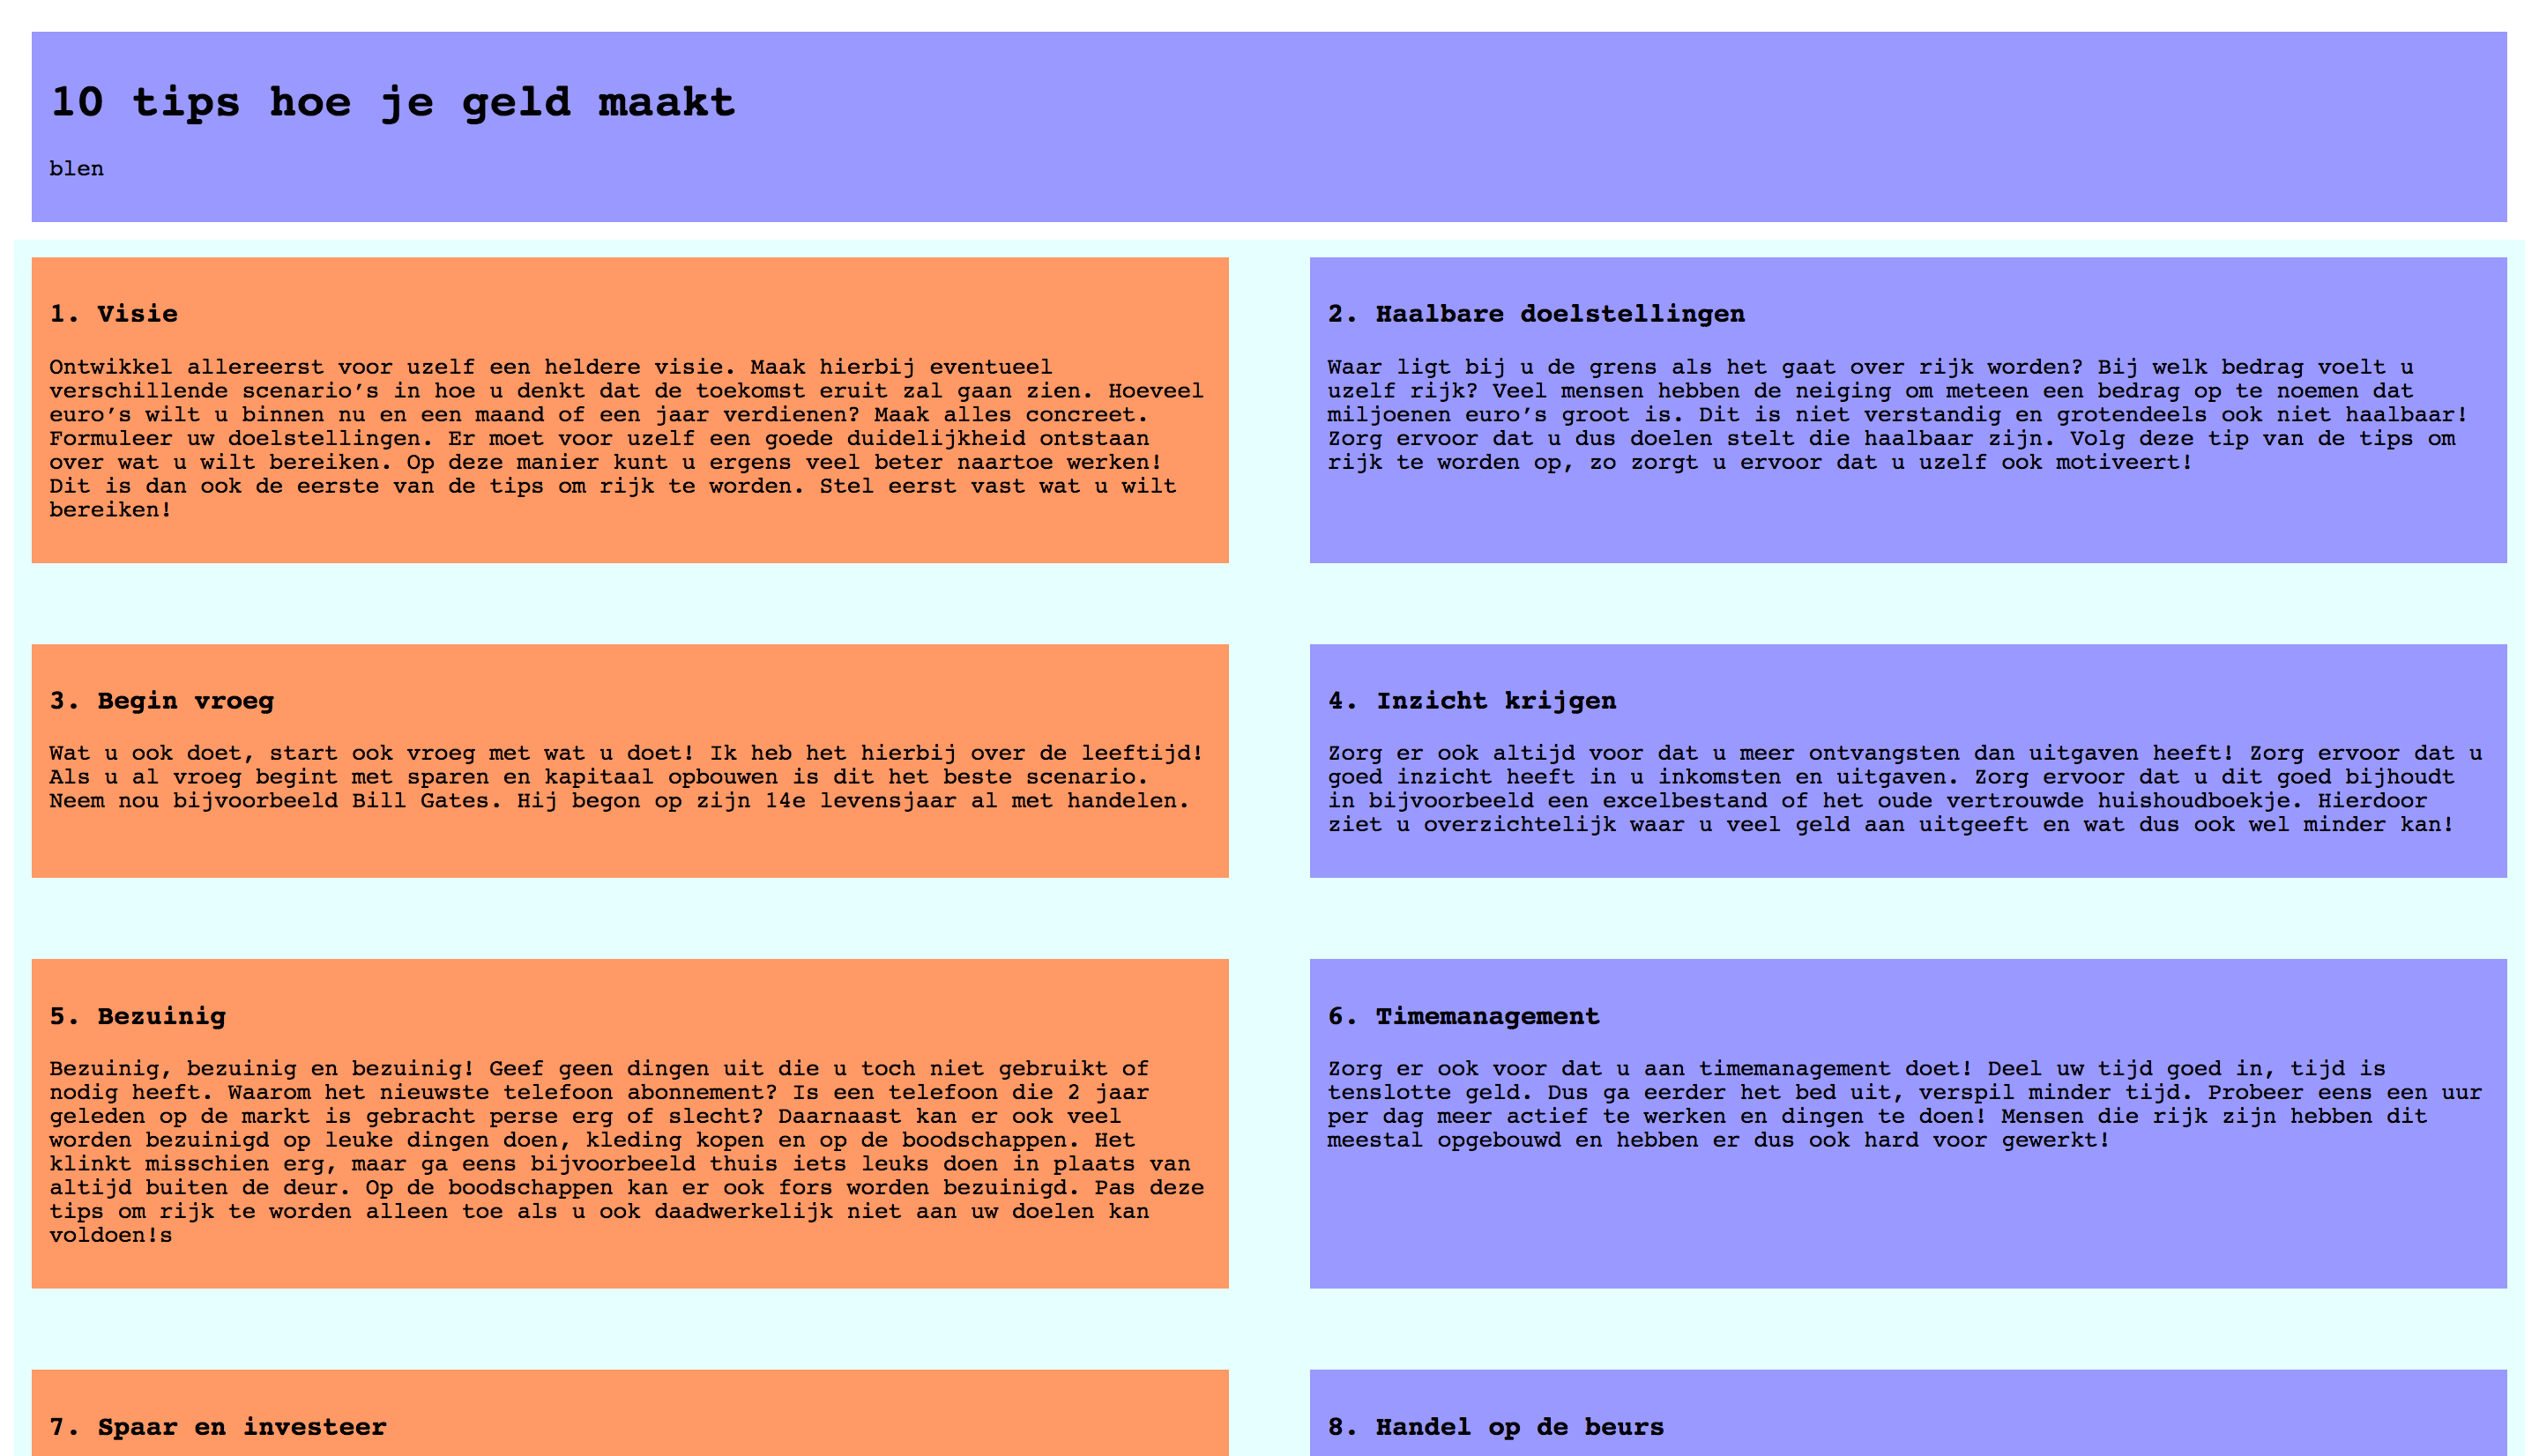 10 tips hoe je geld maakt
blen
1. Visie
Ontwikkel allereerst voor uzelf een heldere visie. Maak hierbij eventueel
verschillende scenario’s in hoe u denkt dat de toekomst eruit zal gaan zien. Hoeveel
euro’s wilt u binnen nu en een maand of een jaar verdienen? Maak alles concreet.
Formuleer uw doelstellingen. Er moet voor uzelf een goede duidelijkheid ontstaan
over wat u wilt bereiken. Op deze manier kunt u ergens veel beter naartoe werken!
Dit is dan ook de eerste van de tips om rijk te worden. Stel eerst vast wat u wilt
bereiken!
2. Haalbare doelstellingen
Waar ligt bij u de grens als het gaat over rijk worden? Bij welk bedrag voelt u
uzelf rijk? Veel mensen hebben de neiging om meteen een bedrag op te noemen dat
miljoenen euro’s groot is. Dit is niet verstandig en grotendeels ook niet haalbaar!
Zorg ervoor dat u dus doelen stelt die haalbaar zijn. Volg deze tip van de tips om
rijk te worden op, zo zorgt u ervoor dat u uzelf ook motiveert!
3. Begin vroeg
Wat u ook doet, start ook vroeg met wat u doet! Ik heb het hierbij over de leeftijd!
Als u al vroeg begint met sparen en kapitaal opbouwen is dit het beste scenario.
Neem nou bijvoorbeeld Bill Gates. Hij begon op zijn 14e levensjaar al met handelen.
4. Inzicht krijgen
Zorg er ook altijd voor dat u meer ontvangsten dan uitgaven heeft! Zorg ervoor dat u
goed inzicht heeft in u inkomsten en uitgaven. Zorg ervoor dat u dit goed bijhoudt
in bijvoorbeeld een excelbestand of het oude vertrouwde huishoudboekje. Hierdoor
ziet u overzichtelijk waar u veel geld aan uitgeeft en wat dus ook wel minder kan!
5. Bezuinig
Bezuinig, bezuinig en bezuinig! Geef geen dingen uit die u toch niet gebruikt of
nodig heeft. Waarom het nieuwste telefoon abonnement? Is een telefoon die 2 jaar
geleden op de markt is gebracht perse erg of slecht? Daarnaast kan er ook veel
worden bezuinigd op leuke dingen doen, kleding kopen en op de boodschappen. Het
klinkt misschien erg, maar ga eens bijvoorbeeld thuis iets leuks doen in plaats van
altijd buiten de deur. Op de boodschappen kan er ook fors worden bezuinigd. Pas deze
tips om rijk te worden alleen toe als u ook daadwerkelijk niet aan uw doelen kan
voldoen!s
6. Timemanagement
Zorg er ook voor dat u aan timemanagement doet! Deel uw tijd goed in, tijd is
tenslotte geld. Dus ga eerder het bed uit, verspil minder tijd. Probeer eens een uur
per dag meer actief te werken en dingen te doen! Mensen die rijk zijn hebben dit
meestal opgebouwd en hebben er dus ook hard voor gewerkt!
7. Spaar en investeer
8. Handel op de beurs